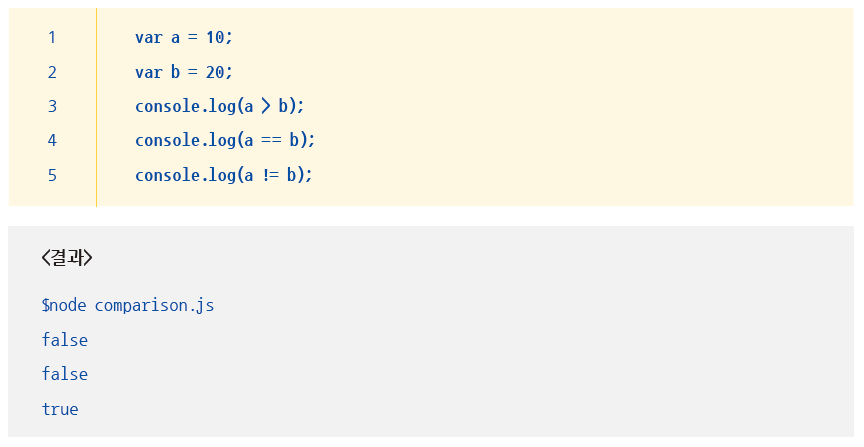 1 var a = 10;
2 var b = 20;
3 console.log(a > b);
4 console.log(a == b);
5 console.log(a != b);
<결과>
$node comparison.js
false
false
true